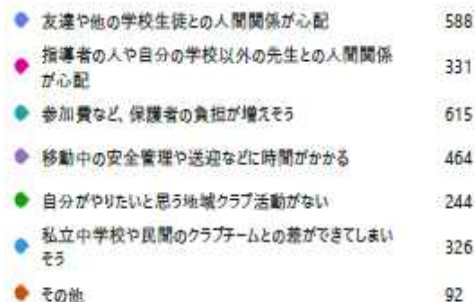 友達や他の学校生徒との人間関係が心配 588
指導者の人や自分の学校以外の先生との人間関係
が心配 331
参加費など、保護者の負担が増えそう 615
移動中の安全管理や送迎などに時間がかかる 464
自分がやりたいと思う地域クラブ活動がない 244
私立中学校や民間のクラブチームとの差ができてしまい
そう 326
その他 92